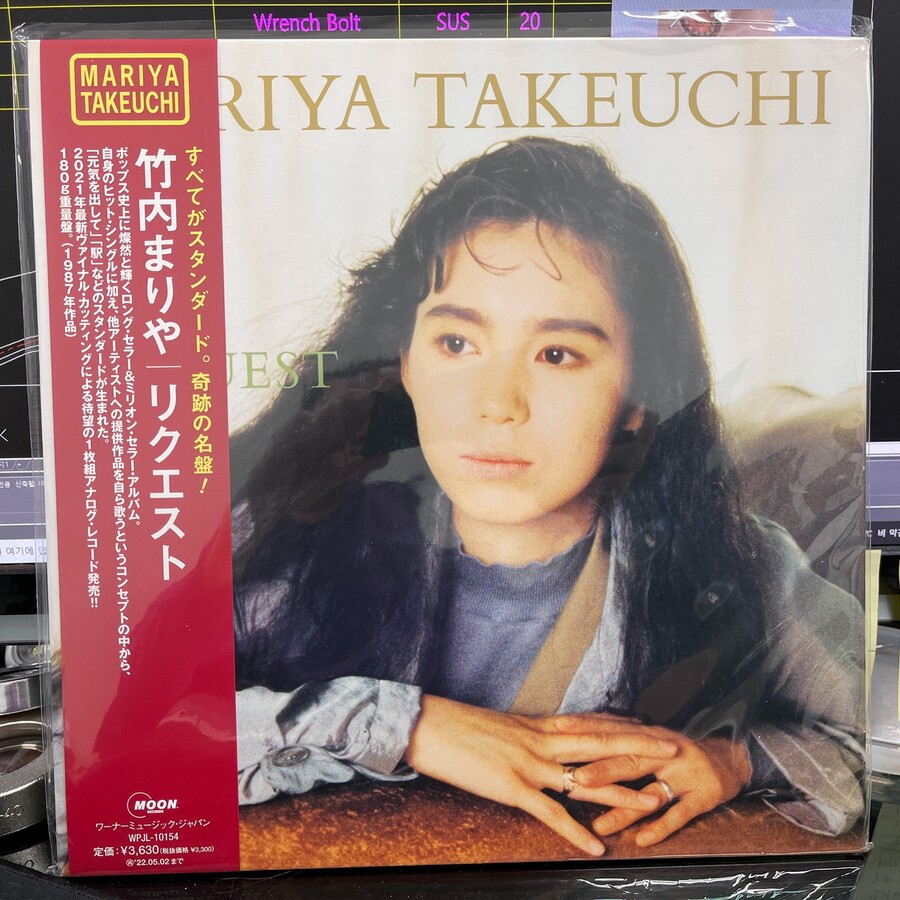 Wrench Bolt SUS 20
MARIYA
TAKEUCHI
RIYA TAKEUCHI
UEST
すべてがスタンダード。奇跡の名盤！
竹内まりや｜リクエスト
ポップス史上に燦然と輝くロング・セラー&ミリオン・セラー・アルバム。
自身のヒット・シングルに加え、他アーティストへの提供作品を自ら歌うというコンセプトの中から、
「元気を出して」「駅」などのスタンダードが生まれた。
2021年最新ヴァイナル・カッティングによる待望の1枚組アナログ・レコード発売!!
180g重量盤。(1987年作品)
MOON
RECORDS
ワーナーミュージック・ジャパン
WPJL-10154
定価：¥3,630(税抜価格 ¥3,300)
'22.05.02まで
여기에